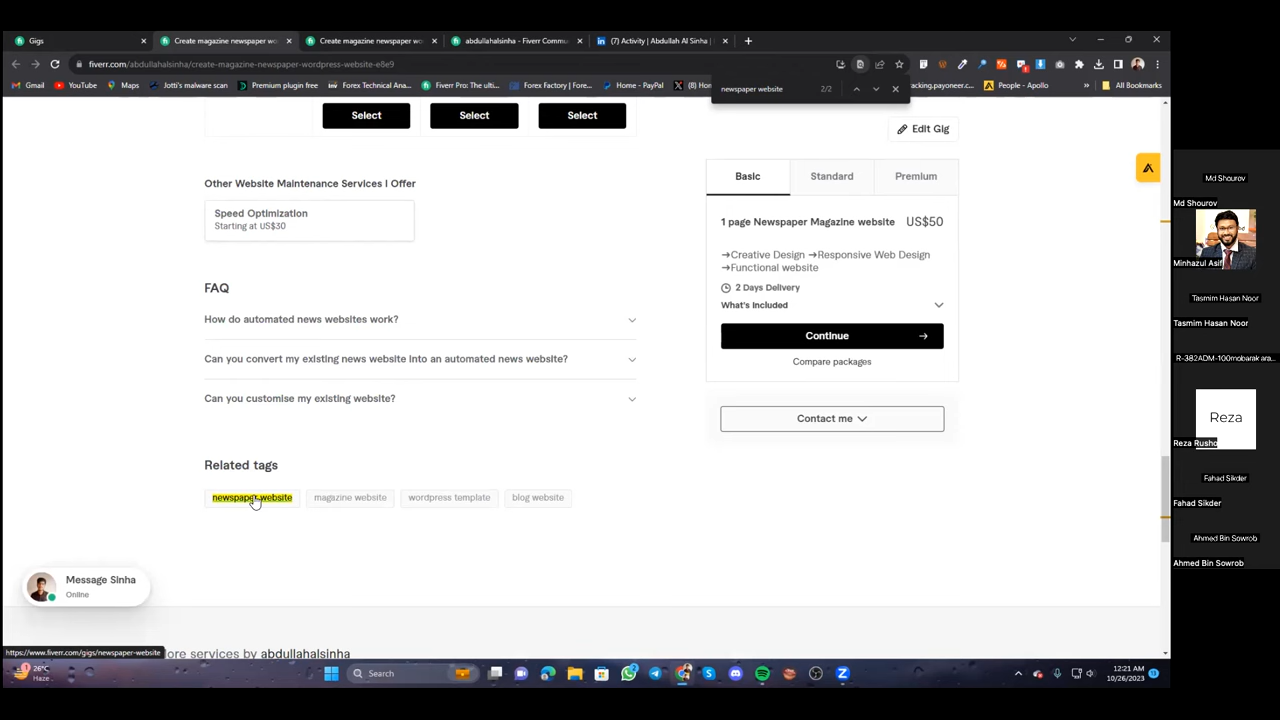 Gigs
Create magazine newspaper wo
Create magazine newspaper wo
abdullahalsinha - Fiverr Commu
(7) Activity | Abdullah Al Sinha |
fiverr.com/abdullahalsinha/create-magazine-newspaper-wordpress-website-e8e9
Gmail
YouTube
Maps
Jotti's malware scan
Premium plugin free
Forex Technical Ana...
Fiverr Pro: The ulti...
Forex Factory | Fore...
Home - PayPal
(8) Hom
newspaper website
2/2
cking.payoneer.c...
People - Apollo
All Bookmarks
Select
Select
Select
Edit Gig
Other Website Maintenance Services I Offer
Speed Optimization
Starting at US$30
Basic
Standard
Premium
1 page Newspaper Magazine website US$50
➔Creative Design ➔Responsive Web Design
➔Functional website
2 Days Delivery
What's Included
Continue
Compare packages
Contact me
FAQ
How do automated news websites work?
Can you convert my existing news website into an automated news website?
Can you customise my existing website?
Related tags
newspaper website
magazine website
wordpress template
blog website
Message Sinha
Online
https://www.fiverr.com/gigs/newspaper-website
ore services by abdullahalsinha
26°C
Haze
Search
12:21 AM
10/26/2023
Md Shourov
Md Shourov
Minhazul Asif
Tasmim Hasan Noor
Tasmim Hasan Noor
R-382ADM-100mobarak ara...
Reza
Reza Rusho
Fahad Sikder
Fahad Sikder
Ahmed Bin Sowrob
Ahmed Bin Sowrob